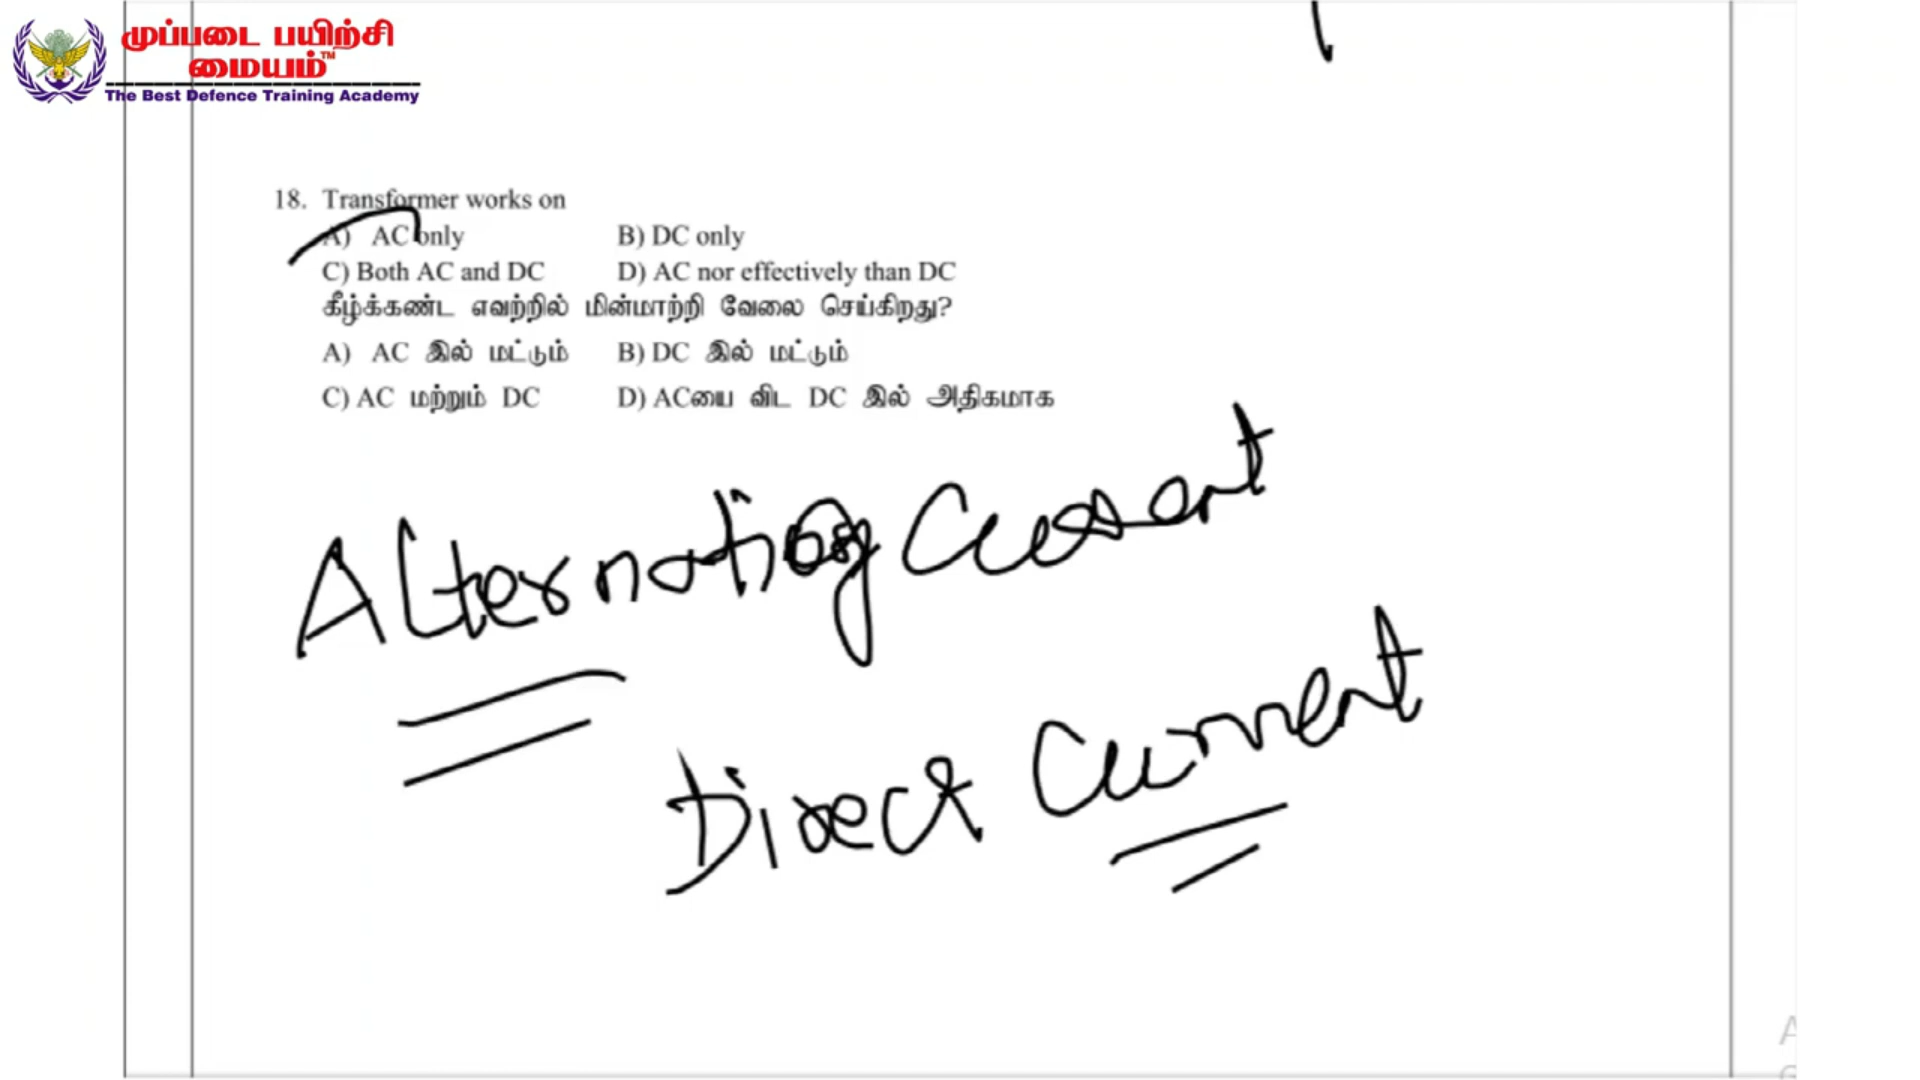 முப்படை பயிற்சி
மையம்™
The Best Defence Training Academy
18. Transformer works on
A) AC only B) DC only
C) Both AC and DC D) AC nor effectively than DC
கீழ்க்கண்ட எவற்றில் மின்மாற்றி வேலை செய்கிறது?
A) AC இல் மட்டும் B) DC இல் மட்டும்
C) AC மற்றும் DC D) ACயை விட DC இல் அதிகமாக
Alternating Current
Direct Current